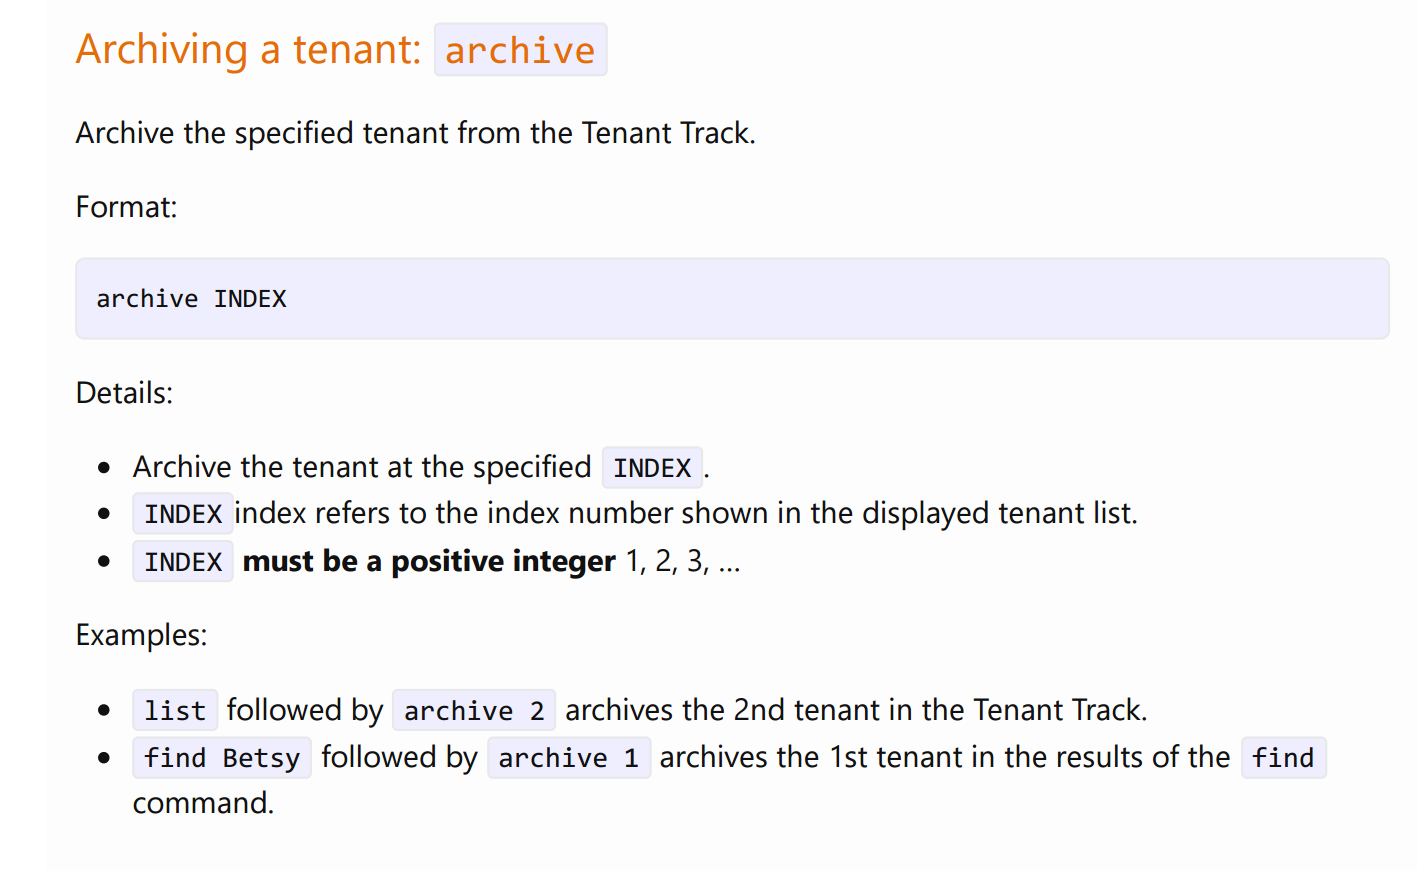 Archiving a tenant: archive
Archive the specified tenant from the Tenant Track.
Format:
archive INDEX
Details:
• Archive the tenant at the specified INDEX.
• INDEX index refers to the index number shown in the displayed tenant list.
• INDEX must be a positive integer 1, 2, 3, …
Examples:
• list followed by archive 2 archives the 2nd tenant in the Tenant Track.
• find Betsy followed by archive 1 archives the 1st tenant in the results of the find
command.